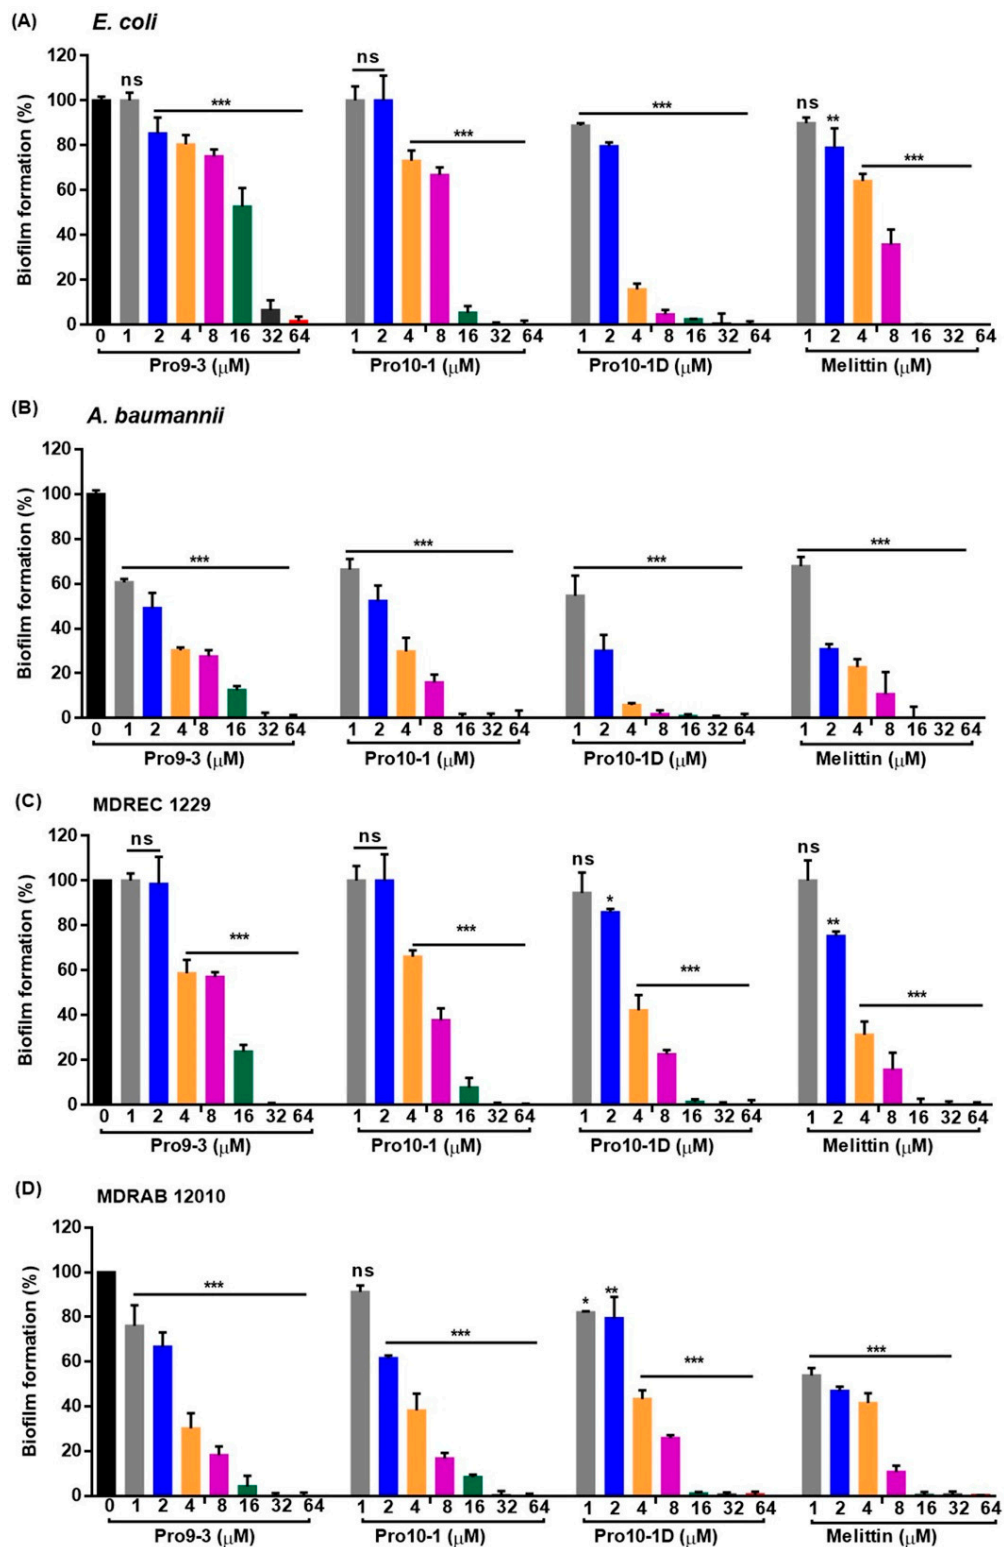 (A) E. coli
Biofilm formation (%)
120
100
80
60
40
20
0
ns *** ns *** *** ns ** ***
0 1 2 4 8 16 32 64 1 2 4 8 16 32 64 1 2 4 8 16 32 64 1 2 4 8 16 32 64
Pro9-3 (μM) Pro10-1 (μM) Pro10-1D (μM) Melittin (μM)
(B) A. baumannii
Biofilm formation (%)
120
100
80
60
40
20
0
*** *** *** ***
0 1 2 4 8 16 32 64 1 2 4 8 16 32 64 1 2 4 8 16 32 64 1 2 4 8 16 32 64
Pro9-3 (μM) Pro10-1 (μM) Pro10-1D (μM) Melittin (μM)
(C) MDREC 1229
Biofilm formation (%)
120
100
80
60
40
20
0
ns *** ns *** ns * *** ns ** ***
0 1 2 4 8 16 32 64 1 2 4 8 16 32 64 1 2 4 8 16 32 64 1 2 4 8 16 32 64
Pro9-3 (μM) Pro10-1 (μM) Pro10-1D (μM) Melittin (μM)
(D) MDRAB 12010
Biofilm formation (%)
120
100
80
60
40
20
0
*** ns *** * ** *** ***
0 1 2 4 8 16 32 64 1 2 4 8 16 32 64 1 2 4 8 16 32 64 1 2 4 8 16 32 64
Pro9-3 (μM) Pro10-1 (μM) Pro10-1D (μM) Melittin (μM)